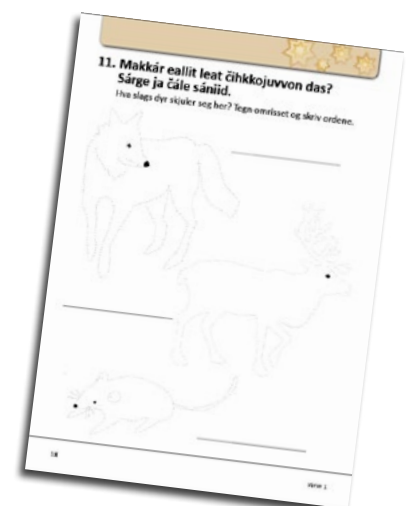 11. Makkár eallit leat čihkkojuvvon das?
Sárge ja čále sániid.
Hva slags dyr skjuler seg her? Tegn omrisset og skriv ordene.
18